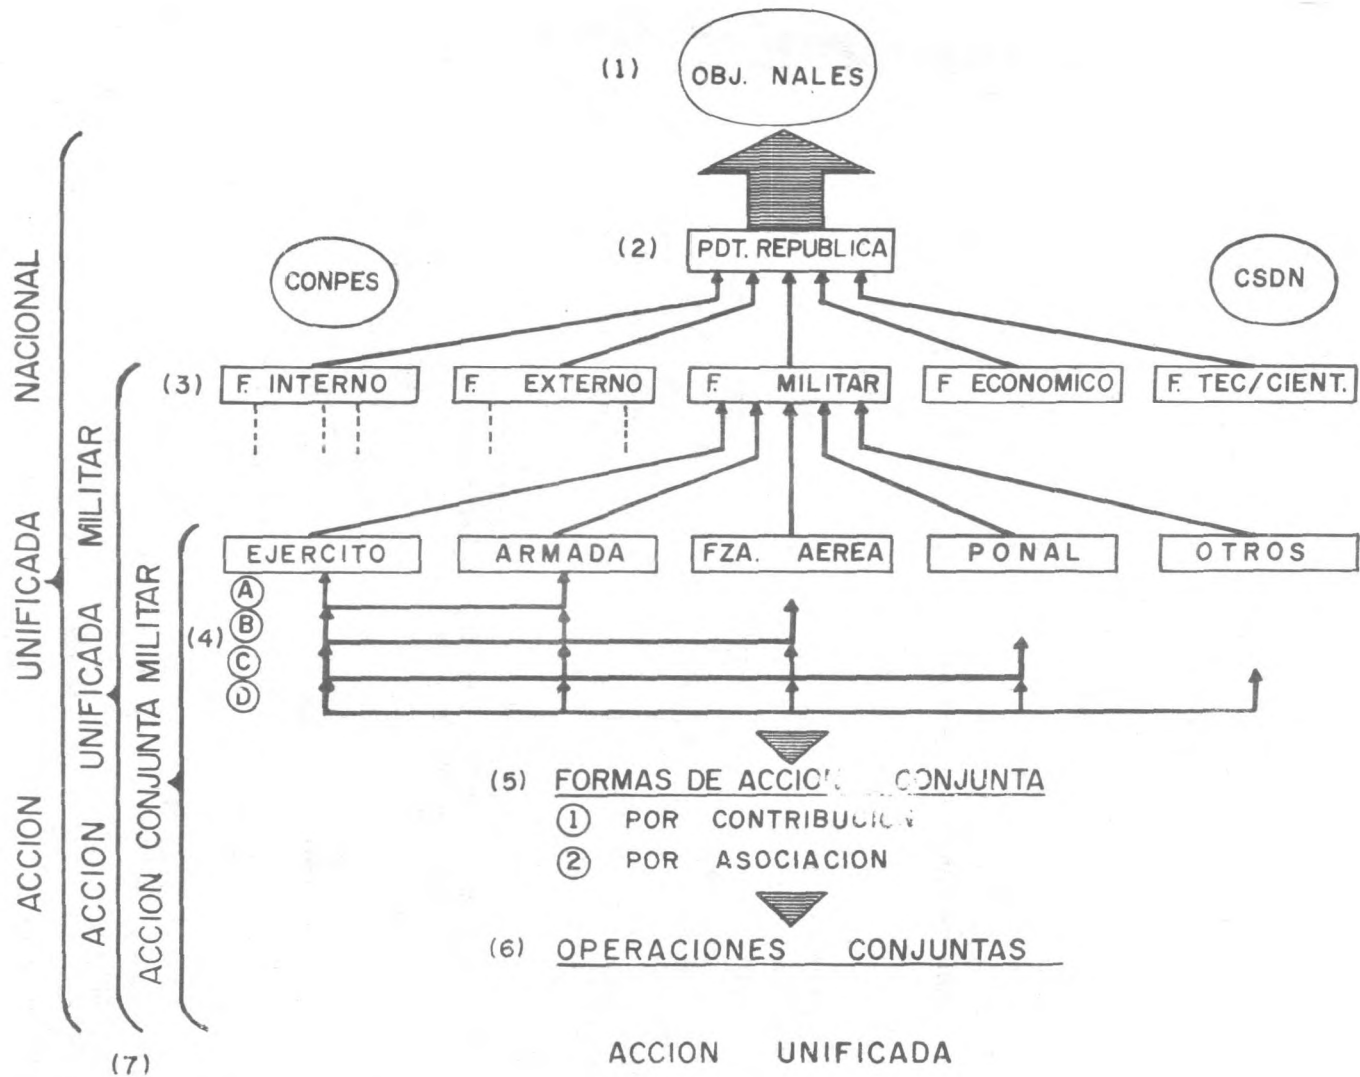 (1) OBJ. NALES
(2) PDT. REPUBLICA
CONPES
CSDN
(3) F. INTERNO F. EXTERNO F. MILITAR F ECONOMICO F. TEC/CIENT.
EJERCITO ARMADA FZA. AEREA PONAL OTROS
(4)
A
B
C
D
(5) FORMAS DE ACCION CONJUNTA
1 POR CONTRIBUCION
2 POR ASOCIACION
(6) OPERACIONES CONJUNTAS
ACCION UNIFICADA NACIONAL
ACCION UNIFICADA MILITAR
ACCION CONJUNTA MILITAR
(7)
ACCION UNIFICADA